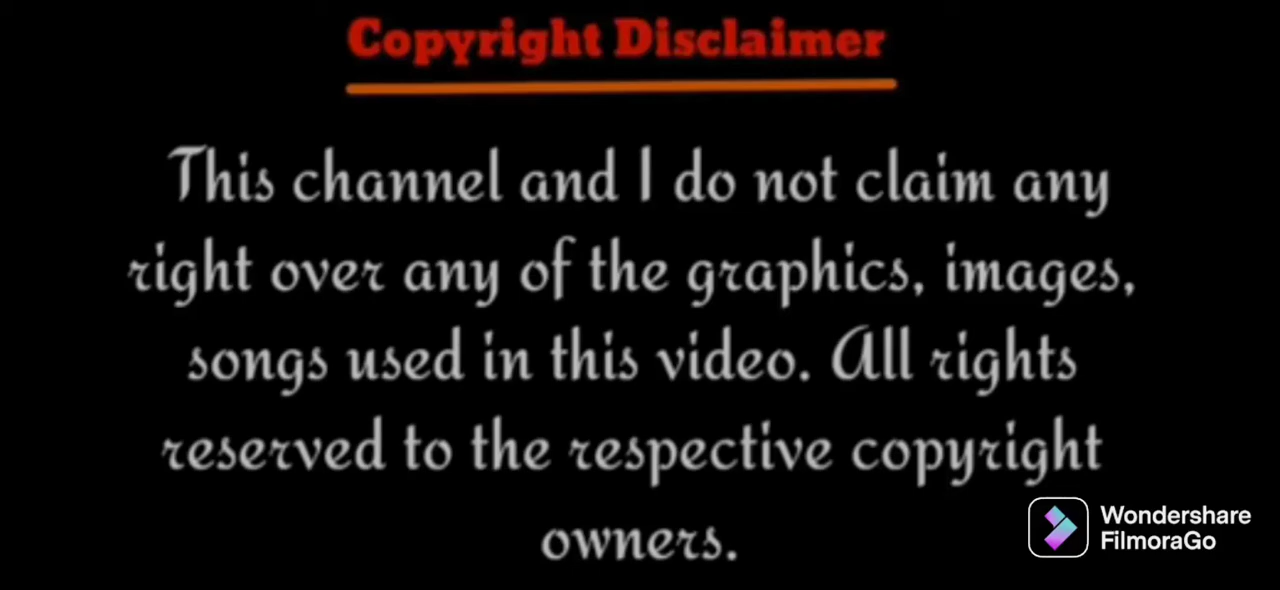 Copyright Disclaimer
This channel and I do not claim any
right over any of the graphics, images,
songs used in this video. All rights
reserved to the respective copyright
owners.
Wondershare
FilmoraGo